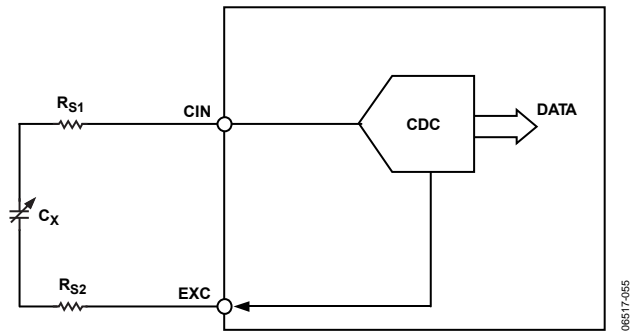 RS1
CIN
CDC
DATA
CX
RS2
EXC
06517-055